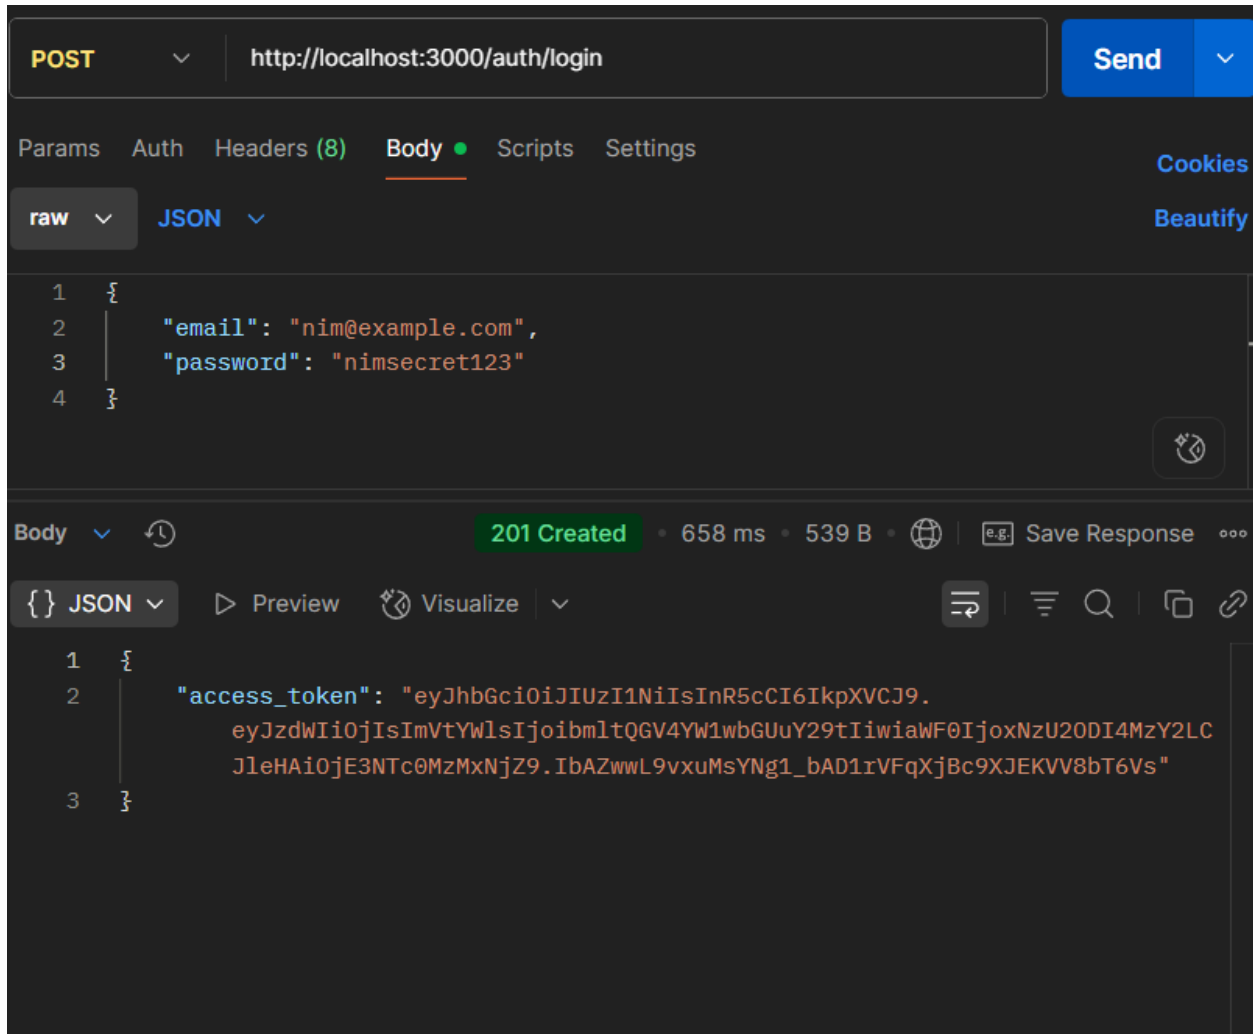 POST http://localhost:3000/auth/login Send
Params Auth Headers (8) Body Scripts Settings Cookies
raw JSON Beautify
1 {
2 "email": "nim@example.com",
3 "password": "nimsecret123"
4 }
Body 201 Created • 658 ms • 539 B • e.g. Save Response
{} JSON Preview Visualize
1 {
2 "access_token": "eyJhbGciOiJIUzI1NiIsInR5cCI6IkpXVCJ9.
eyJzdWIiOjIsImVtYWlsIjoibmltQGV4YW1wbGUuY29tIiwiaWF0IjoxNzU2ODI4MzY2LC
JleHAiOjE3NTc0MzMxNjZ9.IbAZwwL9vxuMsYNg1_bAD1rVFqXjBc9XJEKVV8bT6Vs"
3 }